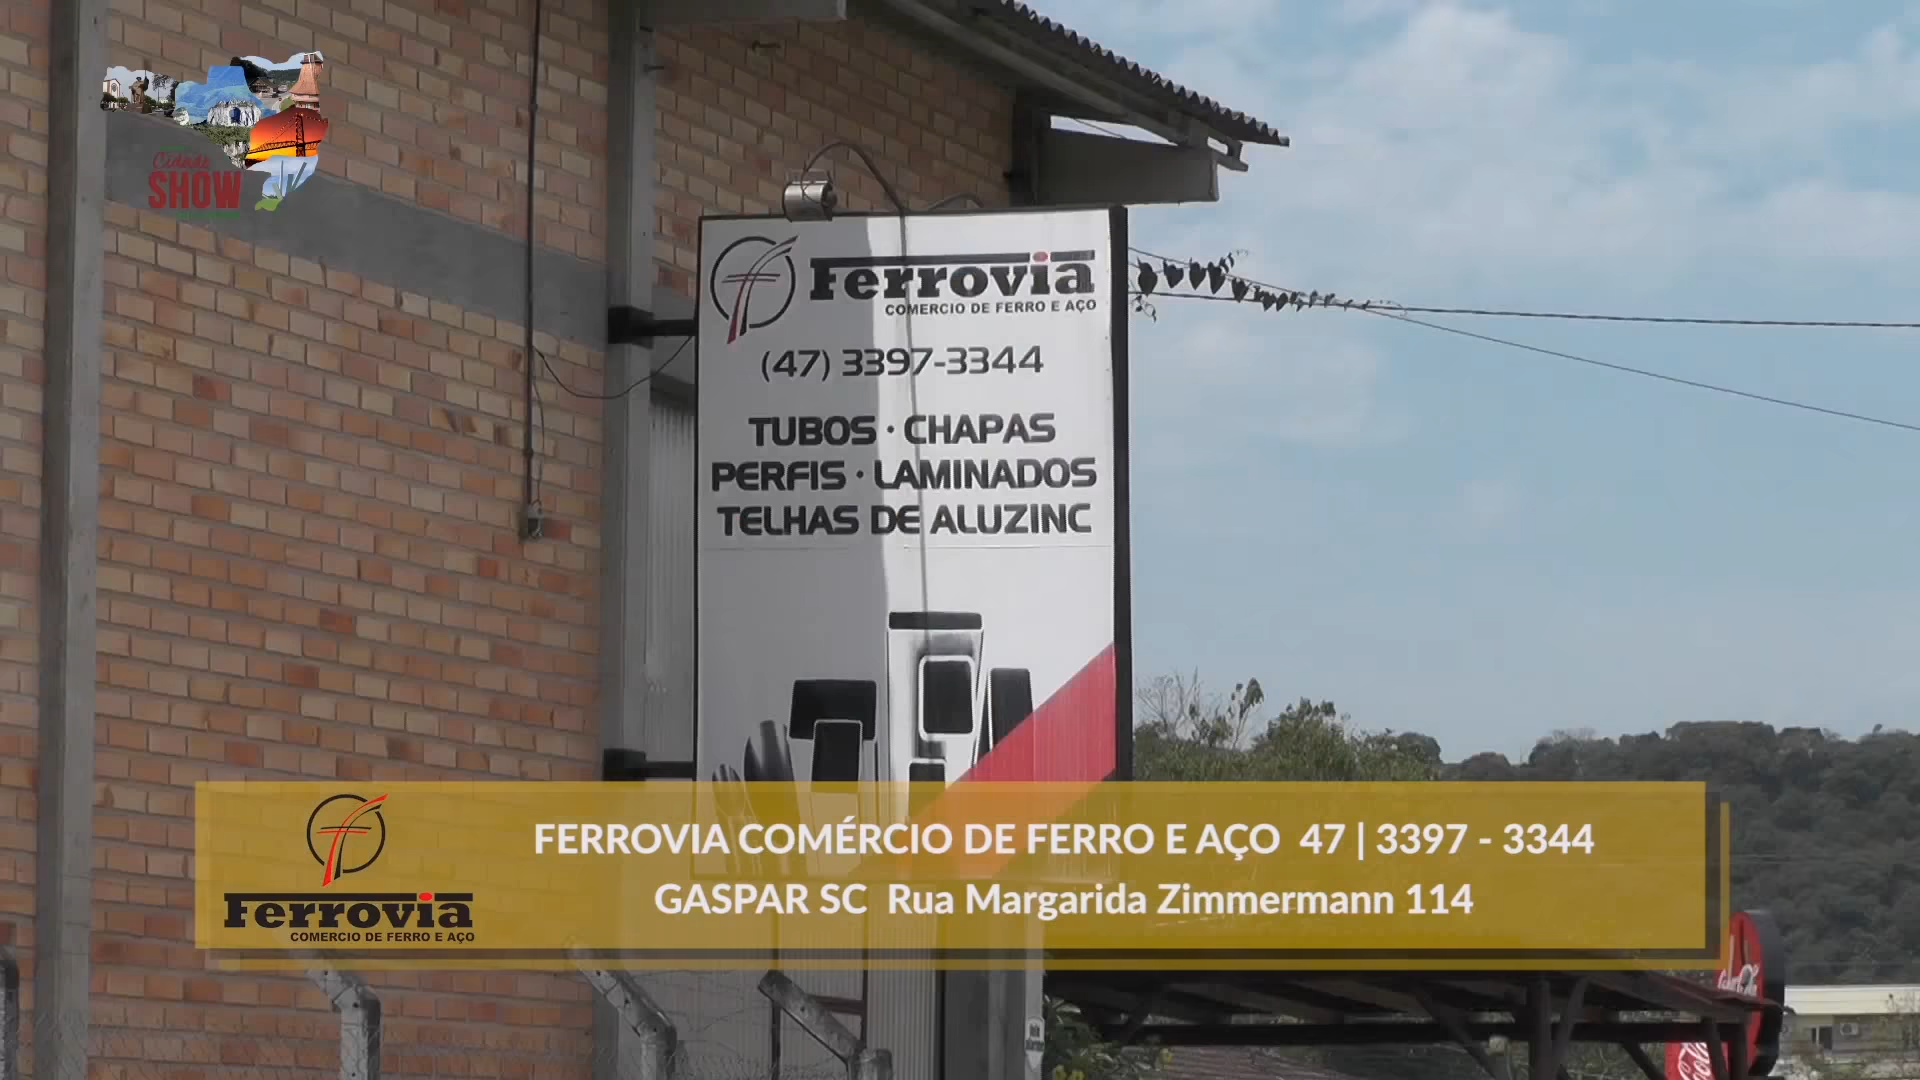 Cidade
SHOW
Ferrovia
COMERCIO DE FERRO E AÇO
(47) 3397-3344
TUBOS · CHAPAS
PERFIS · LAMINADOS
TELHAS DE ALUZINC
FERROVIA COMÉRCIO DE FERRO E AÇO 47 | 3397 - 3344
GASPAR SC Rua Margarida Zimmermann 114
Ferrovia
COMERCIO DE FERRO E AÇO